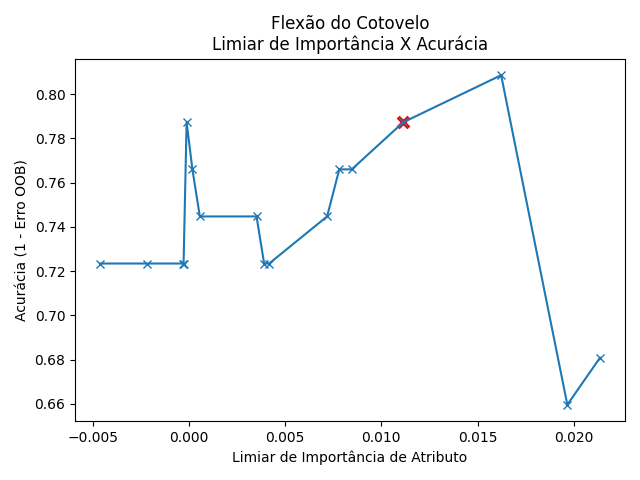 Flexão do Cotovelo
Limiar de Importância X Acurácia
Acurácia (1 - Erro OOB)
0.80
0.78
0.76
0.74
0.72
0.70
0.68
0.66
−0.005 0.000 0.005 0.010 0.015 0.020
Limiar de Importância de Atributo